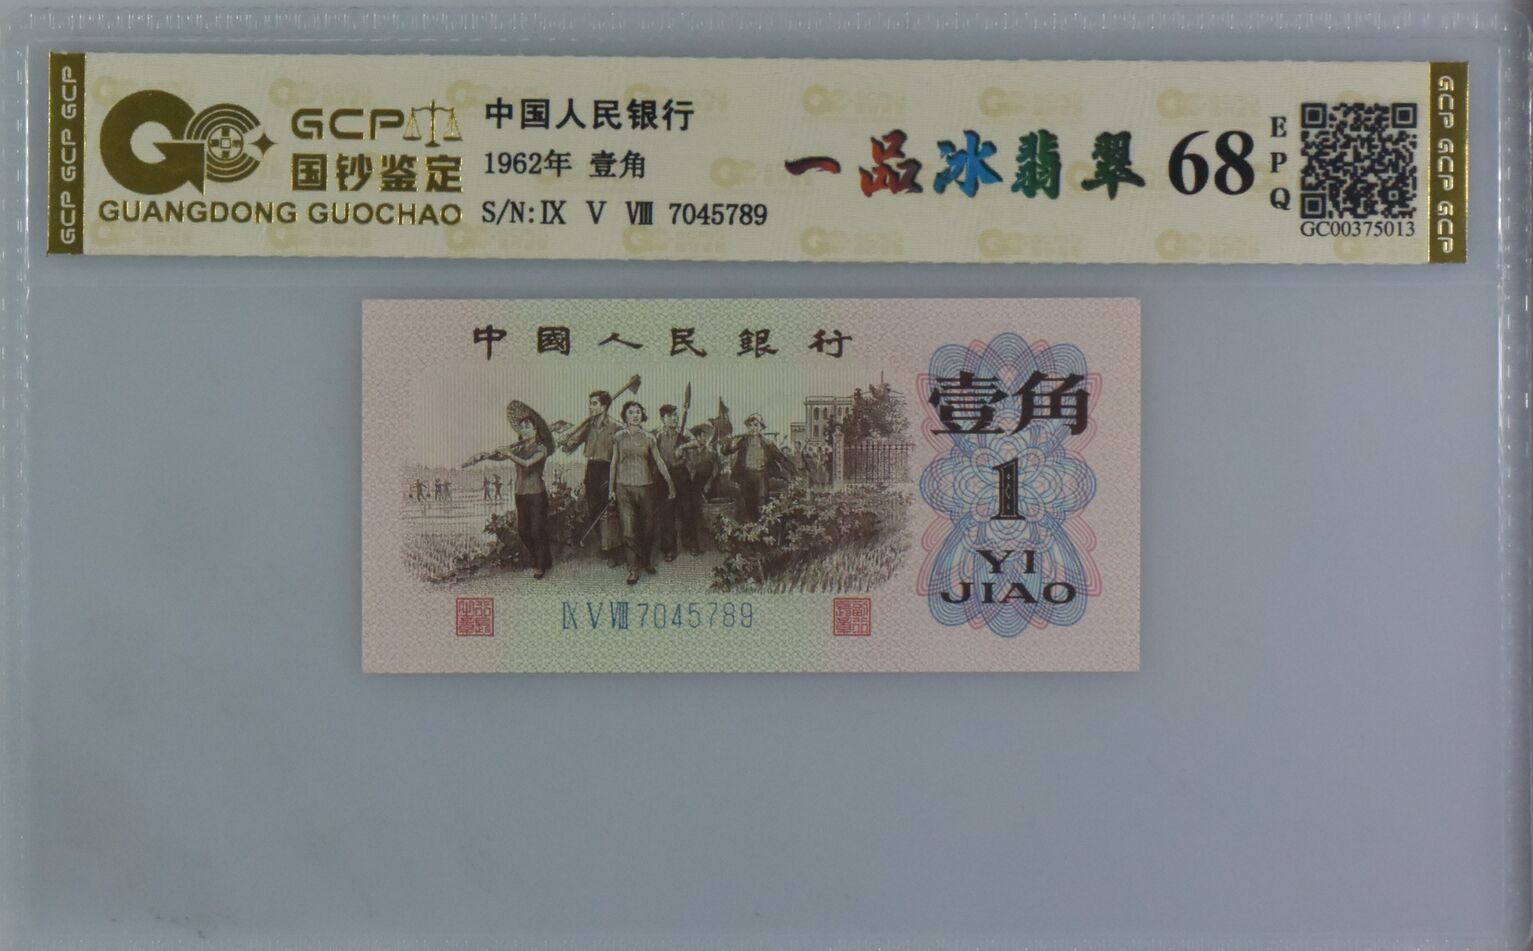 GCP GCP GCP
GCP
国钞鉴定
GUANGDONG GUOCHAO
中国人民银行
1962年 壹角
S/N: Ⅸ Ⅴ Ⅷ 7045789
一品冰翡翠
68
E
P
Q
GC00375013
GCP GCP GCP
中國人民銀行
壹角
1
YI
JIAO
Ⅸ Ⅴ Ⅷ 7045789